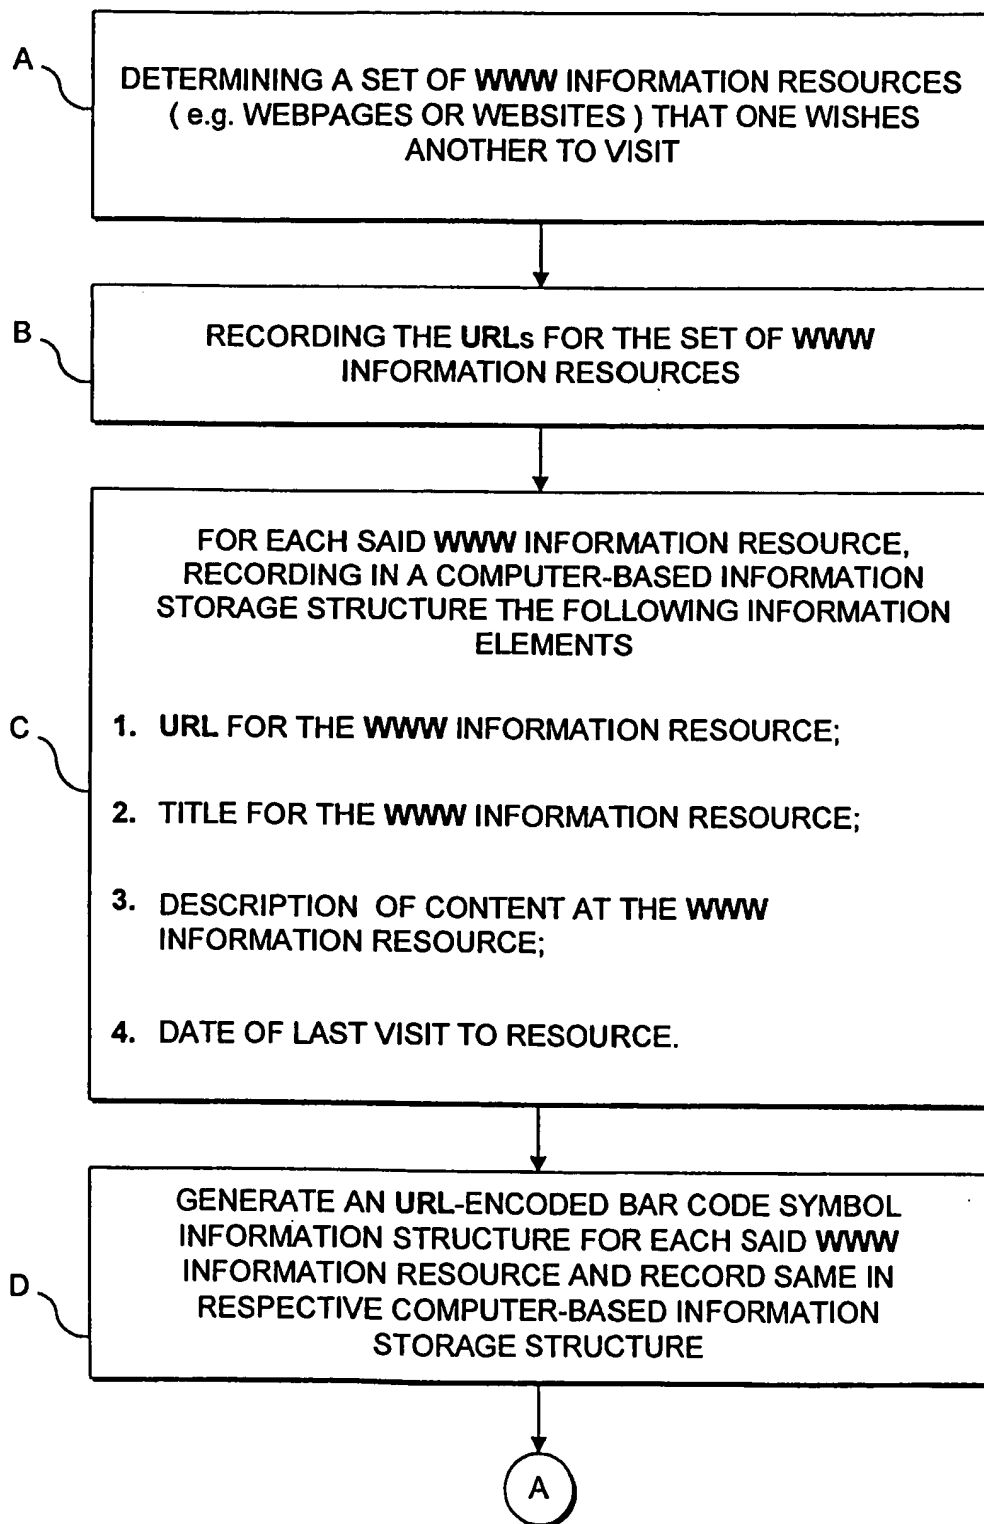 A
DETERMINING A SET OF WWW INFORMATION RESOURCES
( e.g. WEBPAGES OR WEBSITES ) THAT ONE WISHES
ANOTHER TO VISIT
B
RECORDING THE URLs FOR THE SET OF WWW
INFORMATION RESOURCES
FOR EACH SAID WWW INFORMATION RESOURCE,
RECORDING IN A COMPUTER-BASED INFORMATION
STORAGE STRUCTURE THE FOLLOWING INFORMATION
ELEMENTS
C
1. URL FOR THE WWW INFORMATION RESOURCE;
2. TITLE FOR THE WWW INFORMATION RESOURCE;
3. DESCRIPTION OF CONTENT AT THE WWW
INFORMATION RESOURCE;
4. DATE OF LAST VISIT TO RESOURCE.
D
GENERATE AN URL-ENCODED BAR CODE SYMBOL
INFORMATION STRUCTURE FOR EACH SAID WWW
INFORMATION RESOURCE AND RECORD SAME IN
RESPECTIVE COMPUTER-BASED INFORMATION
STORAGE STRUCTURE
A